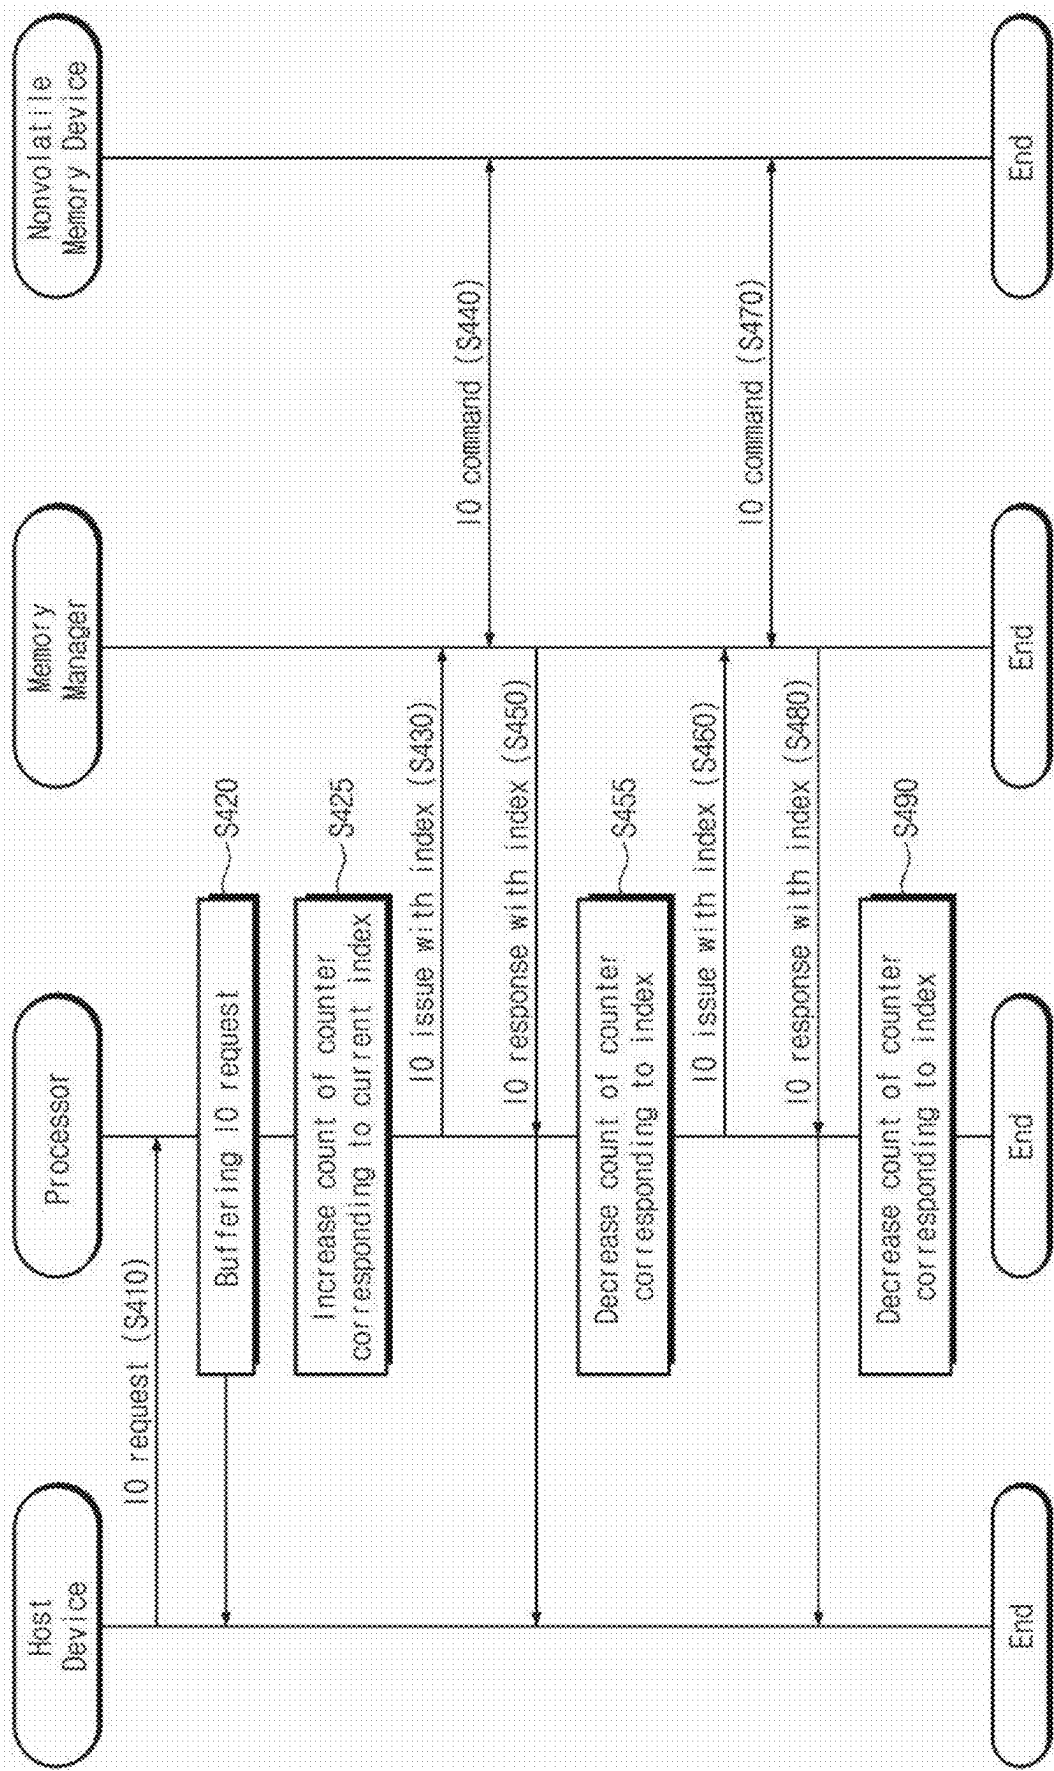 Host
Device
Processor
Memory
Manager
Nonvolatile
Memory Device
IO request (S410)
Buffering IO request
S420
Increase count of counter
corresponding to current index
S425
IO issue with index (S430)
IO command (S440)
IO response with index (S450)
Decrease count of counter
corresponding to index
S455
IO issue with index (S460)
IO command (S470)
IO response with index (S480)
Decrease count of counter
corresponding to index
S490
End
End
End
End